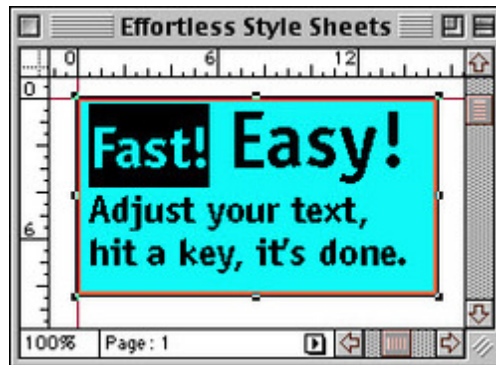 Effortless Style Sheets
0 6 12
0
Fast! Easy!
Adjust your text,
6
hit a key, it's done.
100% Page: 1